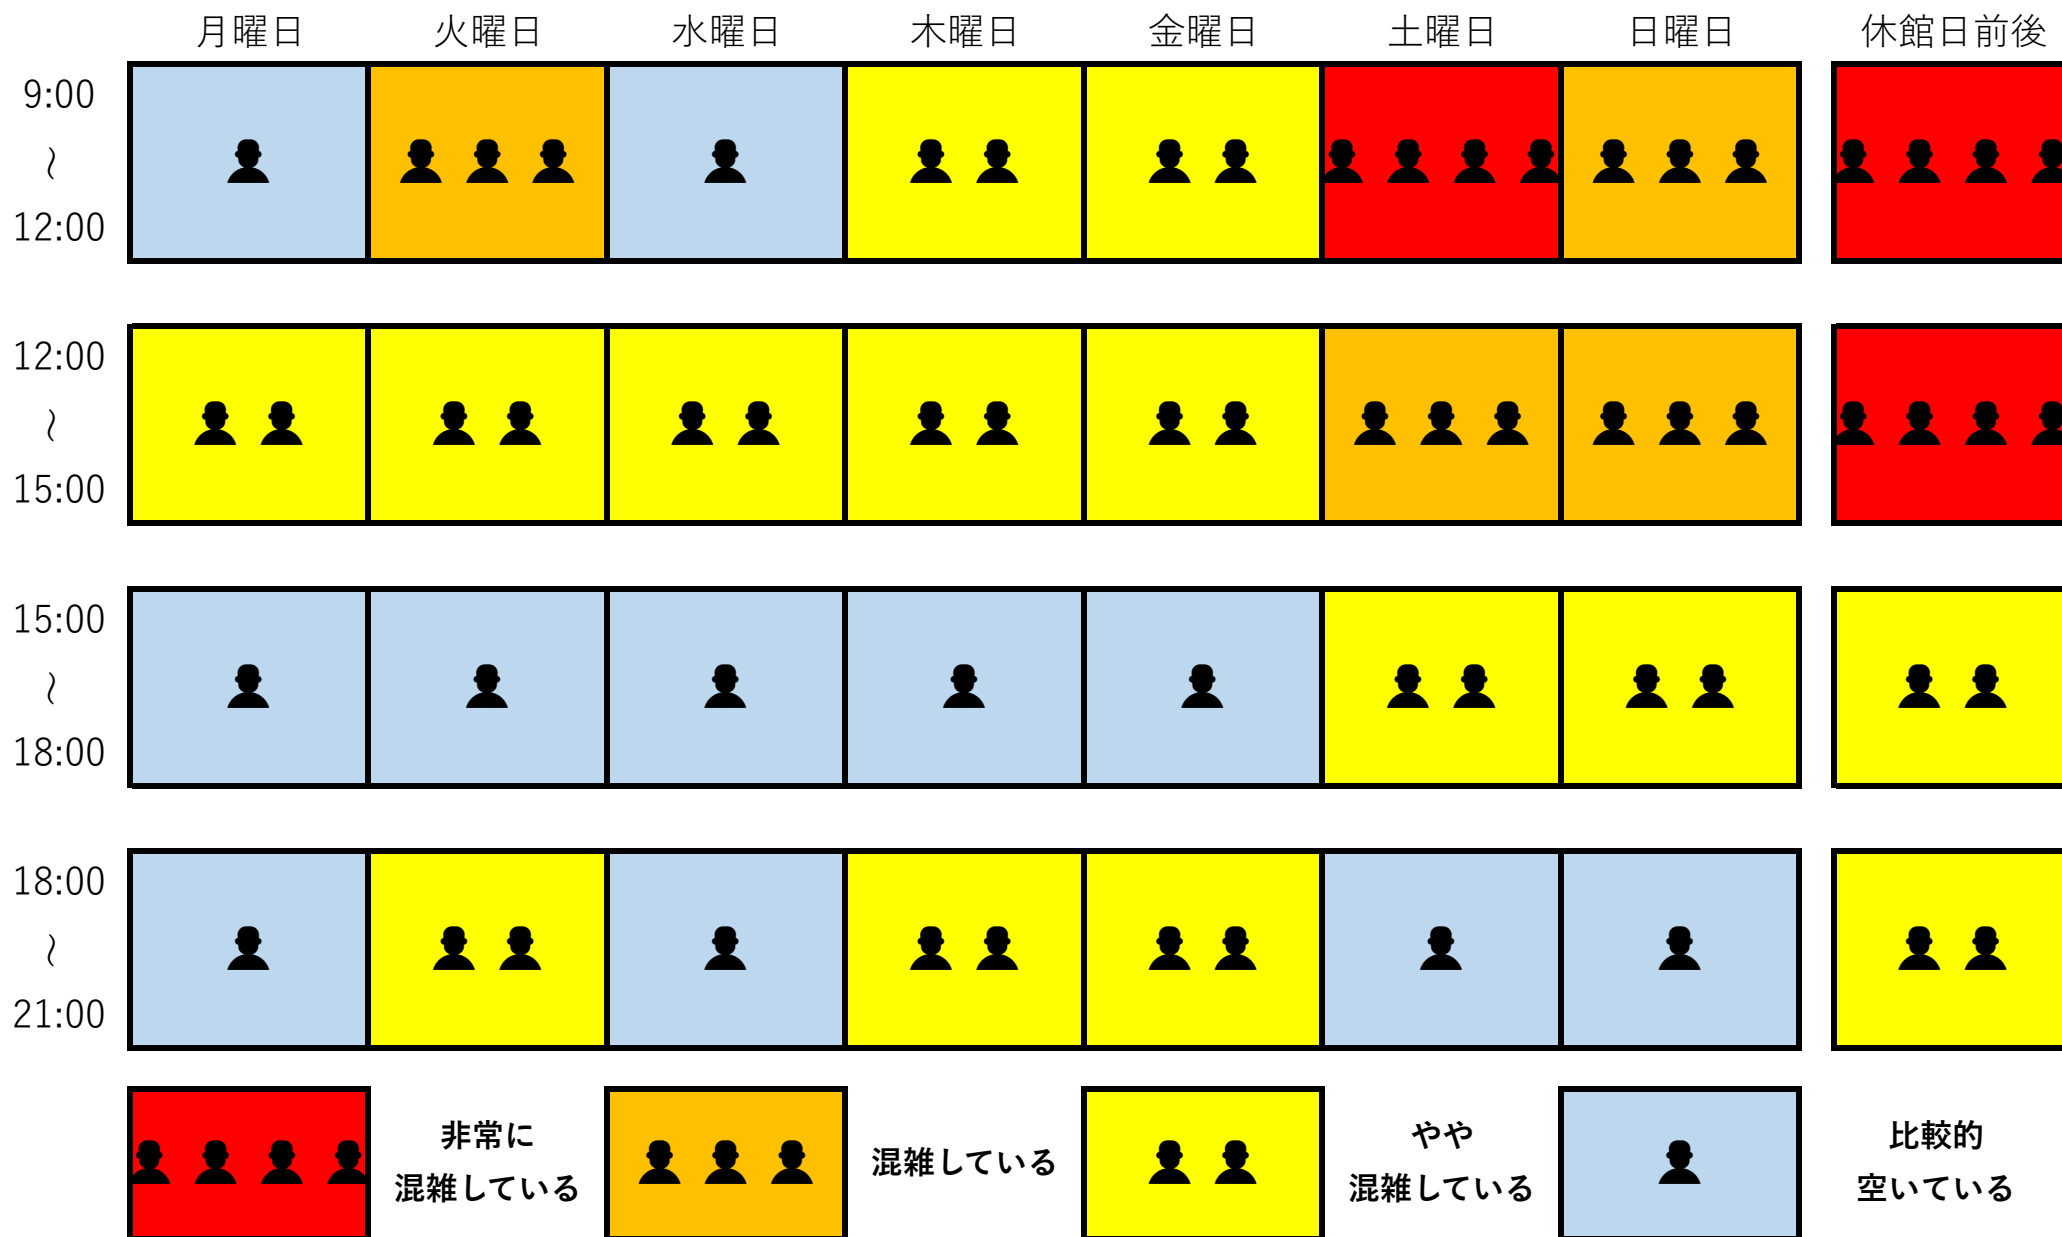 月曜日 火曜日 水曜日 木曜日 金曜日 土曜日 日曜日 休館日前後
9:00
~
12:00
12:00
~
15:00
15:00
~
18:00
18:00
~
21:00
非常に
混雑している
混雑している
やや
混雑している
比較的
空いている